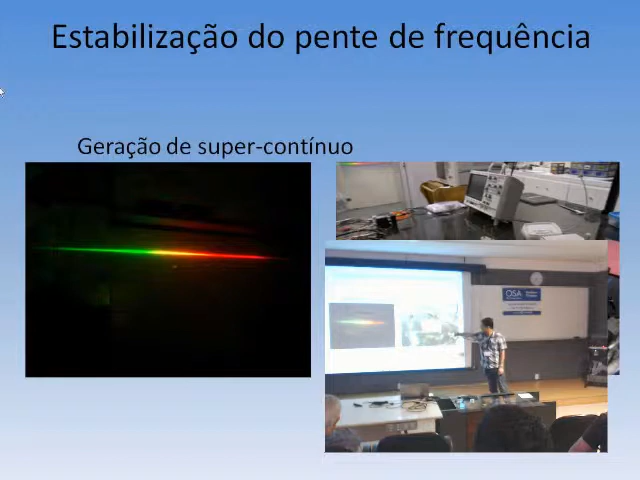 Estabilização do pente de frequência
Geração de super-contínuo
OSA